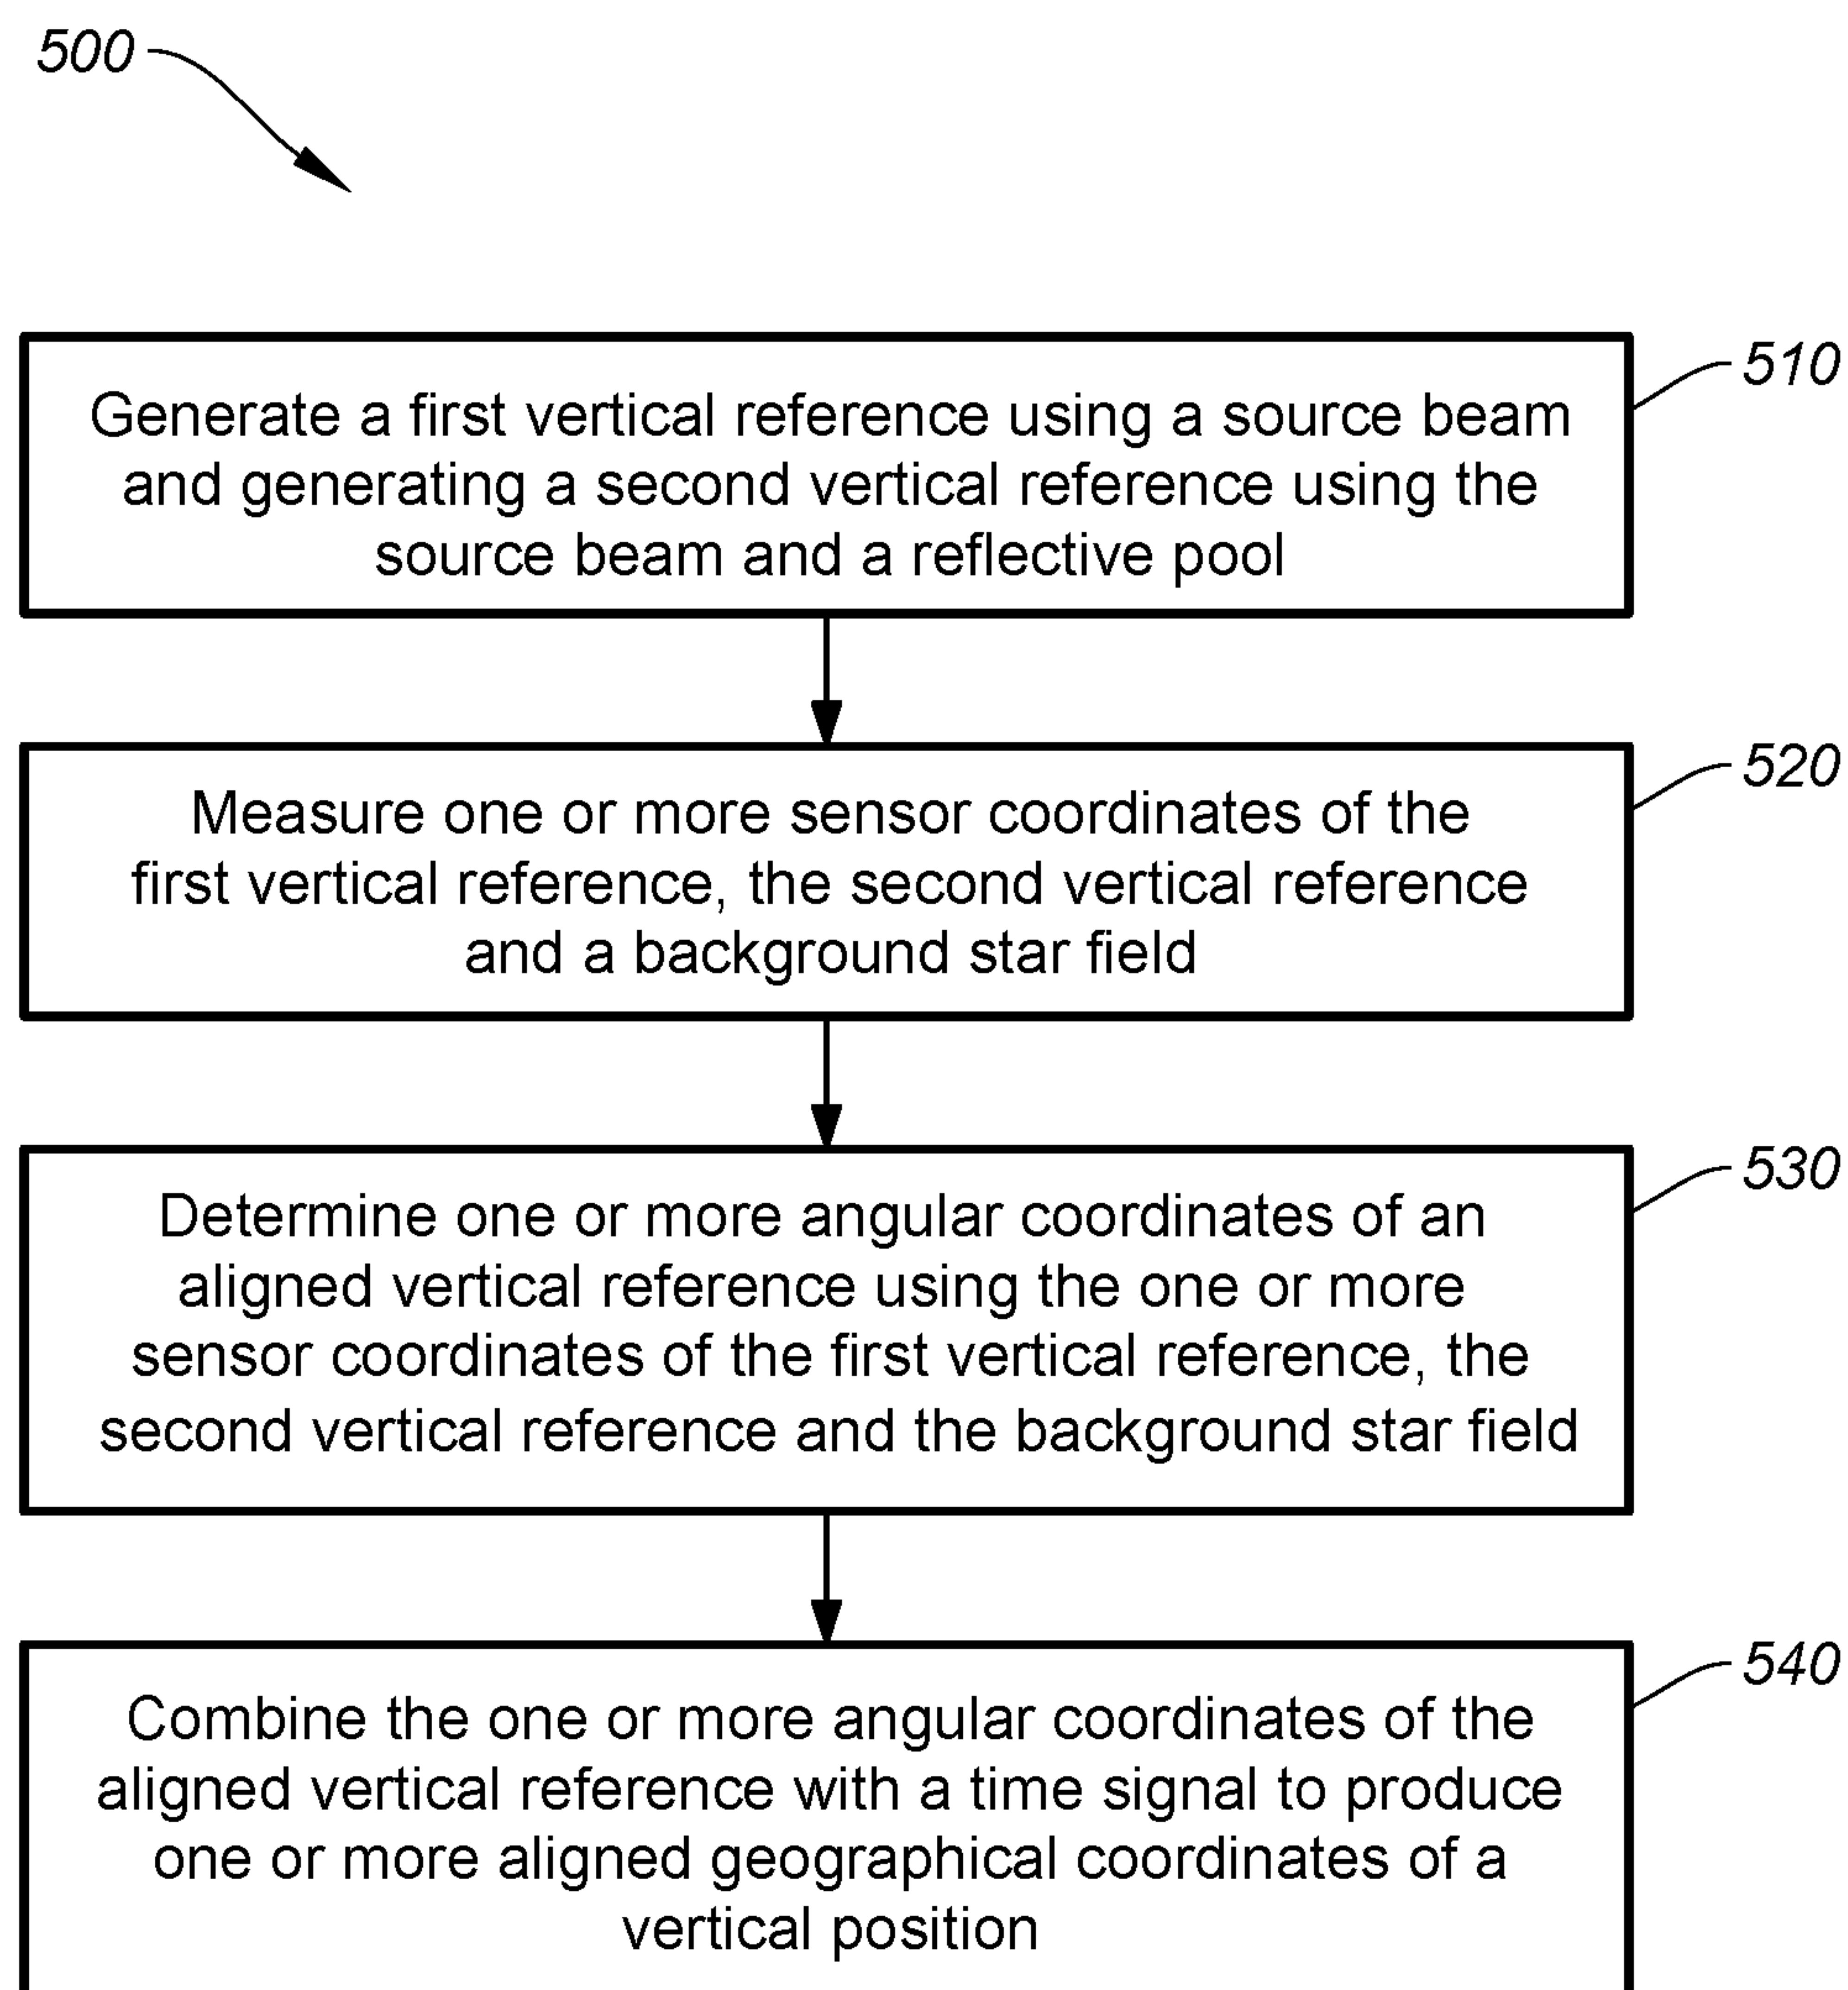 500
510
Generate a first vertical reference using a source beam
and generating a second vertical reference using the
source beam and a reflective pool
520
Measure one or more sensor coordinates of the
first vertical reference, the second vertical reference
and a background star field
530
Determine one or more angular coordinates of an
aligned vertical reference using the one or more
sensor coordinates of the first vertical reference, the
second vertical reference and the background star field
540
Combine the one or more angular coordinates of the
aligned vertical reference with a time signal to produce
one or more aligned geographical coordinates of a
vertical position